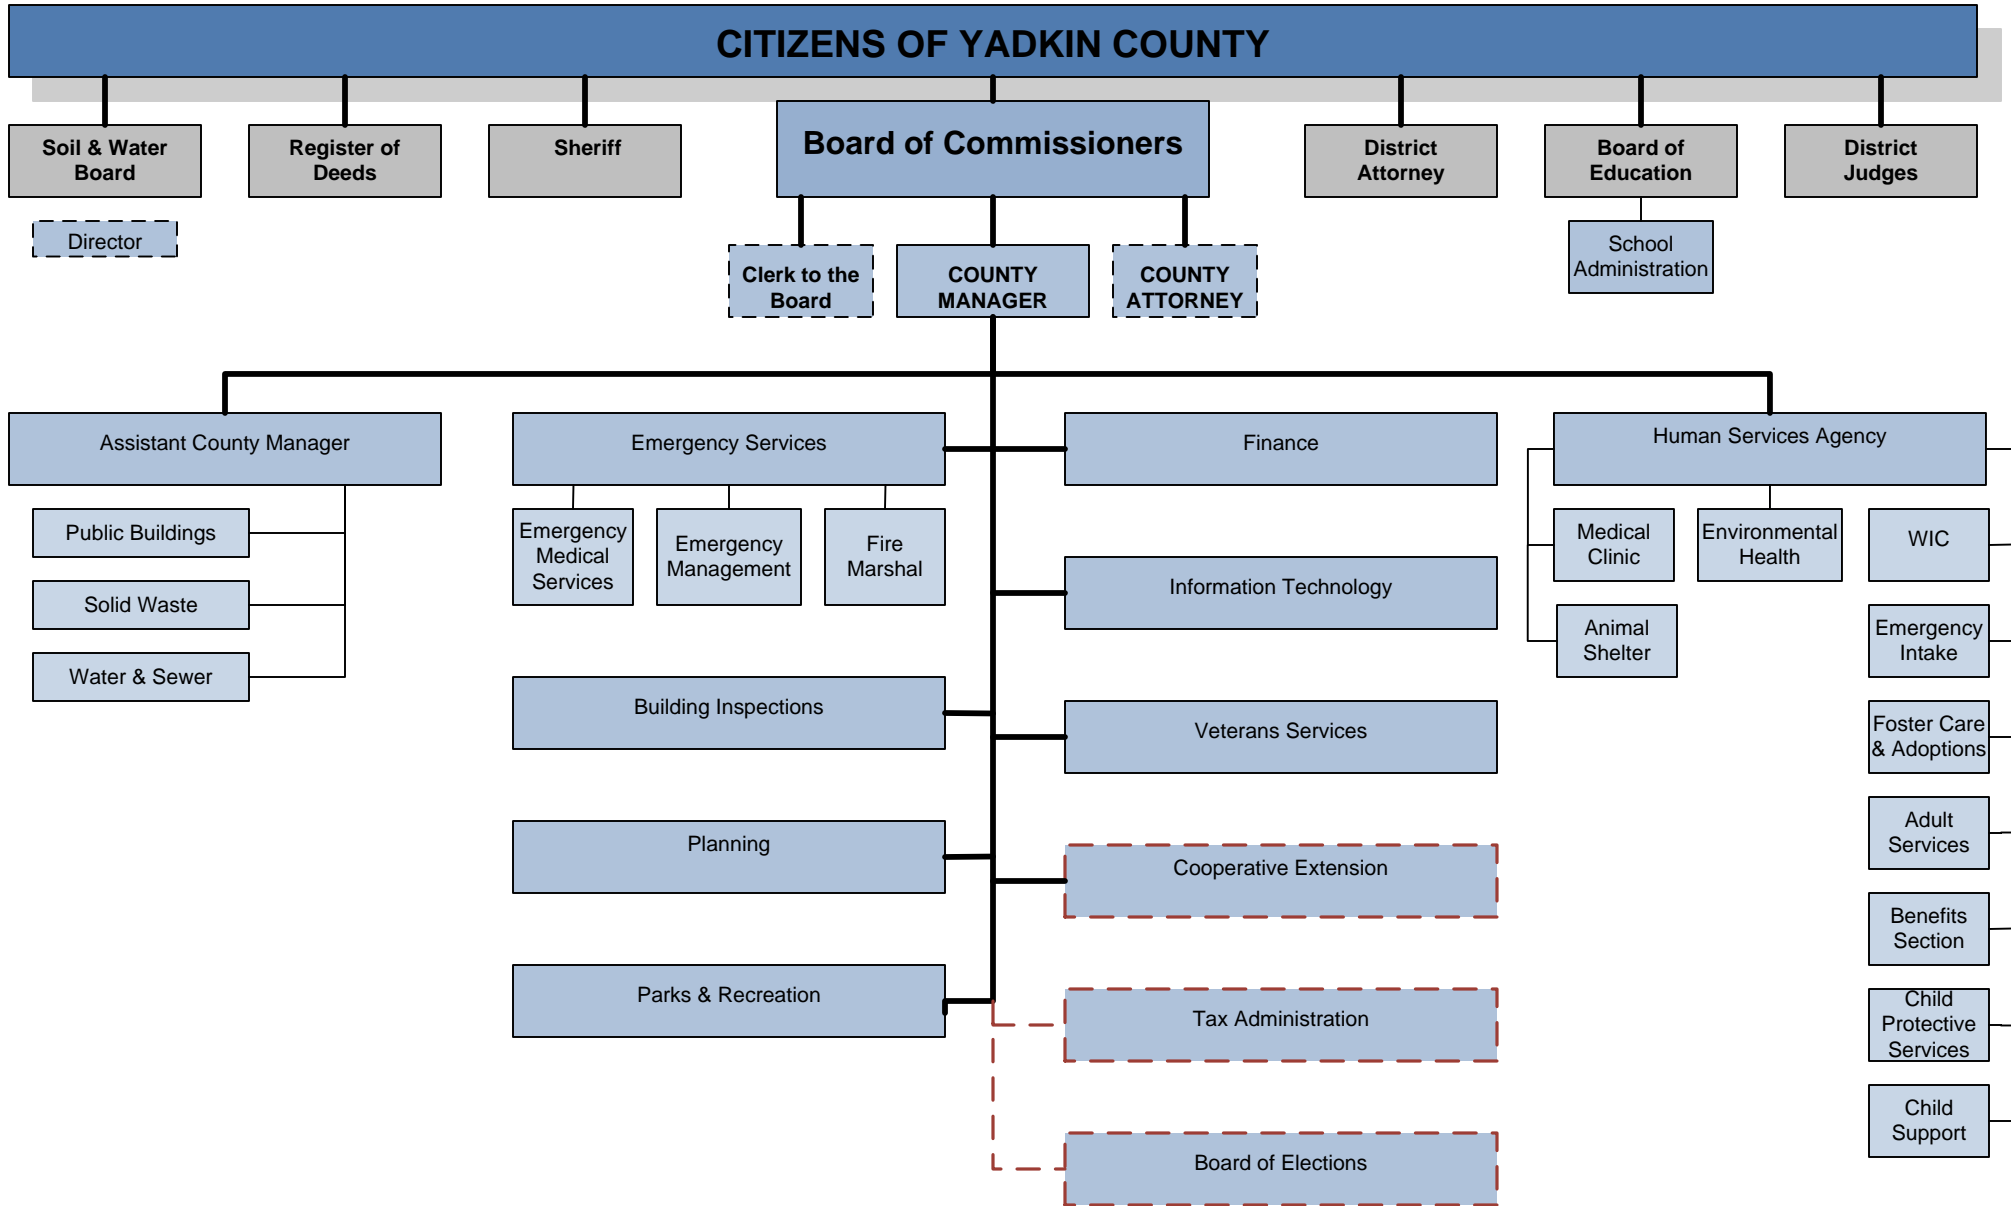 CITIZENS OF YADKIN COUNTY
Soil & Water
Board
Register of
Deeds
Sheriff
Board of Commissioners
District
Attorney
Board of
Education
District
Judges
Director
School
Administration
Clerk to the
Board
COUNTY
MANAGER
COUNTY
ATTORNEY
Assistant County Manager
Public Buildings
Solid Waste
Water & Sewer
Emergency Services
Emergency
Medical
Services
Emergency
Management
Fire
Marshal
Building Inspections
Planning
Parks & Recreation
Finance
Information Technology
Veterans Services
Cooperative Extension
Tax Administration
Board of Elections
Human Services Agency
Medical
Clinic
Environmental
Health
Animal
Shelter
WIC
Emergency
Intake
Foster Care
& Adoptions
Adult
Services
Benefits
Section
Child
Protective
Services
Child
Support